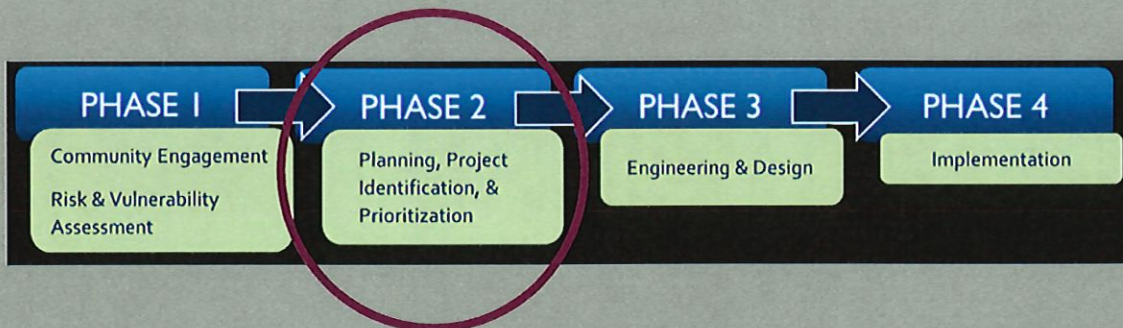 PHASE I
Community Engagement
Risk & Vulnerability
Assessment
PHASE 2
Planning, Project
Identification, &
Prioritization
PHASE 3
Engineering & Design
PHASE 4
Implementation